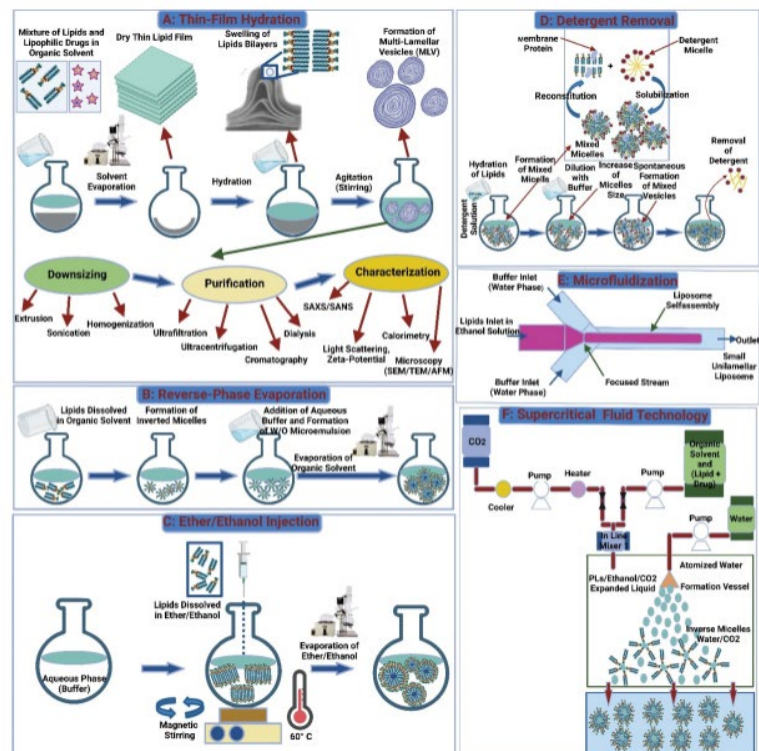 A: Thin-Film Hydration
Mixture of Lipids and
Lipophilic Drugs in
Organic Solvent
Dry Thin Lipid Film
Swelling of
Lipids Bilayers
Formation of
Multi-Lamellar
Vesicles (MLV)
Solvent
Evaporation
Hydration
Agitation
(Stirring)
Downsizing
Purification
Characterization
Extrusion
Sonication
Homogenization
Ultrafiltration
Ultracentrifugation
Cromatography
Dialysis
SAXS/SANS
Light Scattering,
Zeta-Potential
Calorimetry
Microscopy
(SEM/TEM/AFM)
B: Reverse-Phase Evaporation
Lipids Dissolved
in Organic Solvent
Formation of
Inverted Micelles
Addition of Aqueous
Buffer and Formation
of W/O Microemulsion
Evaporation of
Organic Solvent
C: Ether/Ethanol Injection
Lipids Dissolved
in Ether/Ethanol
Aqueous Phase
(Buffer)
Magnetic
Stirring
60° C
Evaporation of
Ether/Ethanol
D: Detergent Removal
Membrane
Protein
+
Detergent
Micelle
Reconstitution
Solubilization
Mixed
Micelles
Hydration
of Lipids
Detergent
Solution
Formation of
Mixed Micells
Dilution
with Buffer
Increase
of
Micelles
Size
Spontaneous
Formation
of Mixed
Vesicles
Removal
of Detergent
E: Microfluidization
Buffer Inlet
(Water Phase)
Lipids Inlet in
Ethanol Solution
Liposome
Selfassembly
Outlet
Small
Unilamellar
Liposome
Buffer Inlet
(Water Phase)
Focused Stream
F: Supercritical Fluid Technology
CO2
Cooler
Pump
Heater
Pump
Organic
Solvent and
(Lipid +
Drug)
In Line
Mixer
Pump
Water
PLs/Ethanol/CO2
Expanded Liquid
Atomized Water
Formation Vessel
Inverse Micelles
Water/CO2